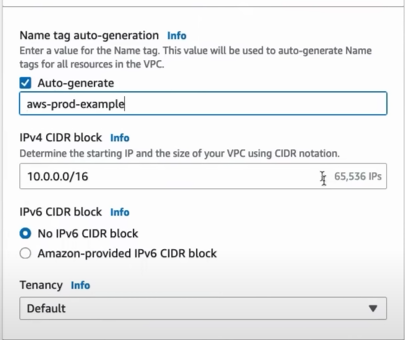 Name tag auto-generation Info
Enter a value for the Name tag. This value will be used to auto-generate Name
tags for all resources in the VPC.
Auto-generate
aws-prod-example
IPv4 CIDR block Info
Determine the starting IP and the size of your VPC using CIDR notation.
10.0.0.0/16 65,536 IPs
IPv6 CIDR block Info
No IPv6 CIDR block
Amazon-provided IPv6 CIDR block
Tenancy Info
Default